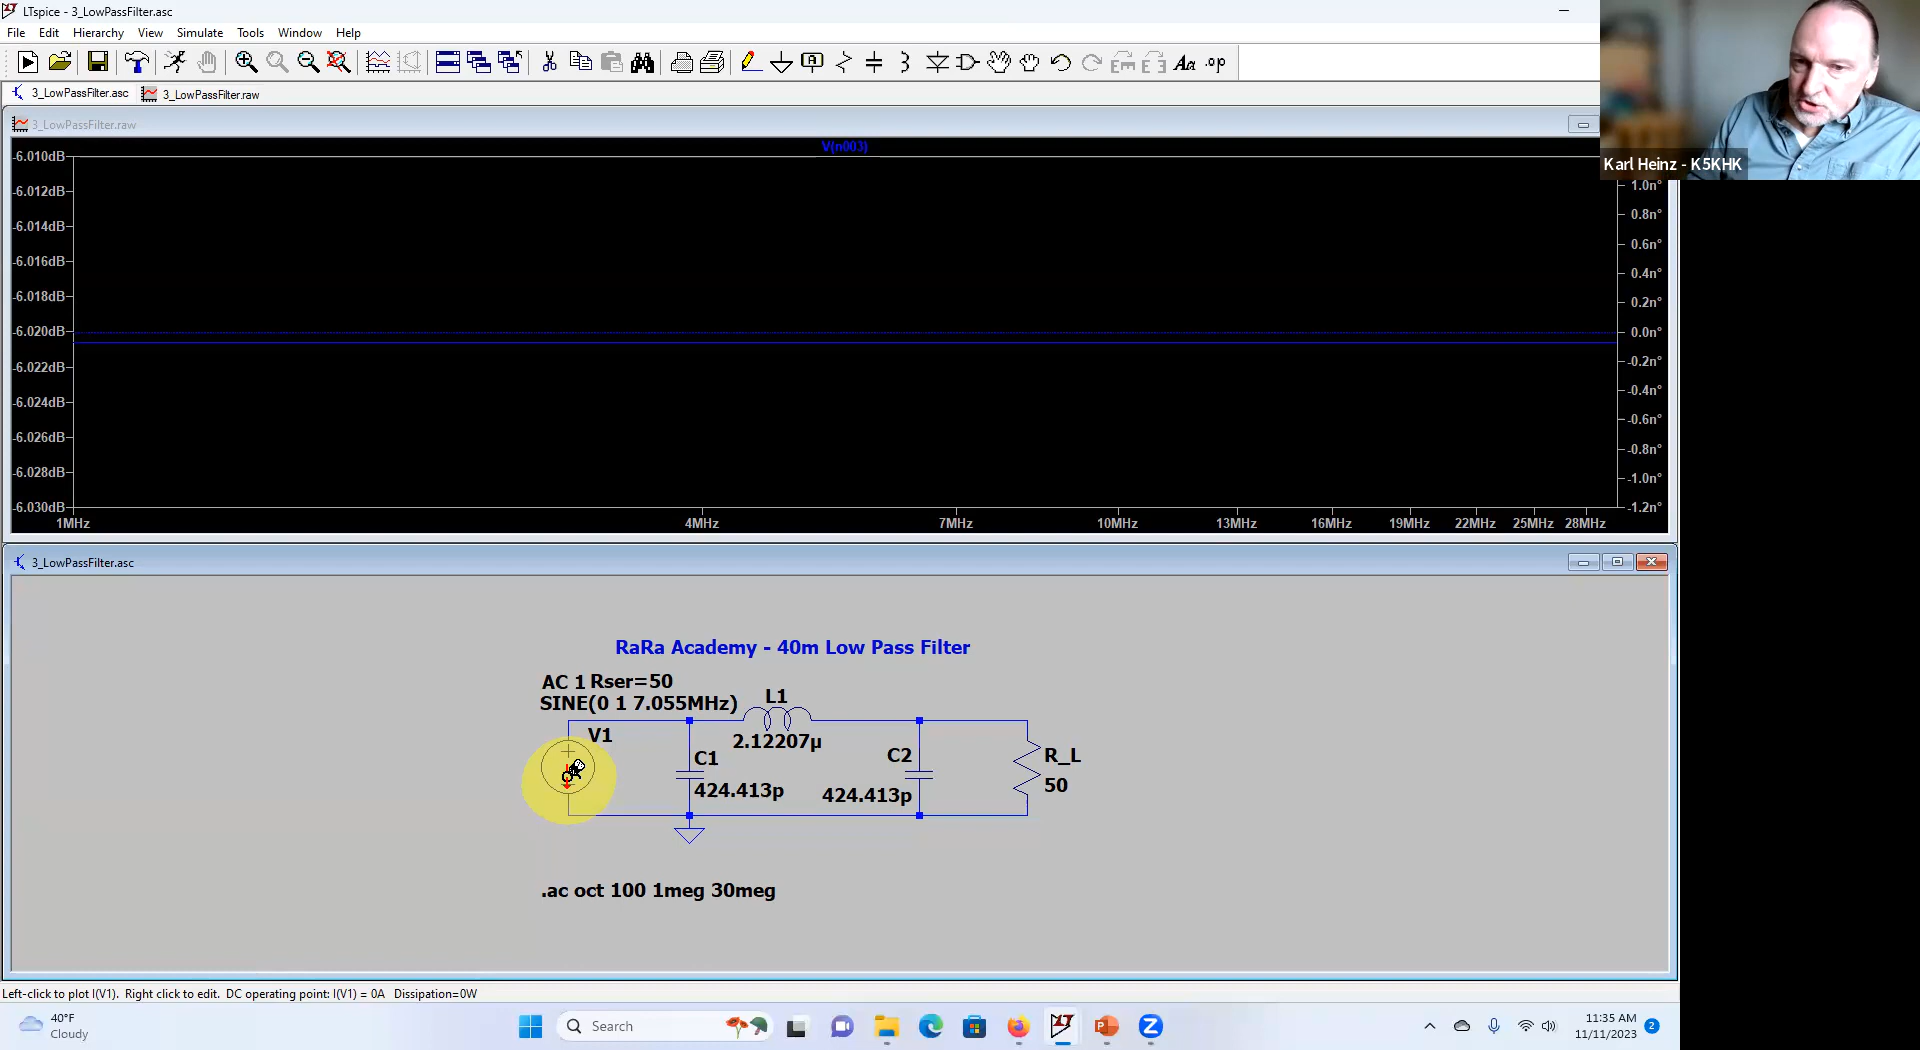 LTspice - 3_LowPassFilter.asc
File Edit Hierarchy View Simulate Tools Window Help
.op
3_LowPassFilter.asc 3_LowPassFilter.raw
3_LowPassFilter.raw
Karl Heinz - K5KHK
V(n003)
-6.010dB
-6.012dB 1.0n°
-6.014dB 0.8n°
-6.016dB 0.6n°
-6.018dB 0.4n°
0.2n°
-6.020dB 0.0n°
-6.022dB -0.2n°
-6.024dB -0.4n°
-0.6n°
-6.026dB -0.8n°
-6.028dB -1.0n°
-6.030dB -1.2n°
1MHz 4MHz 7MHz 10MHz 13MHz 16MHz 19MHz 22MHz 25MHz 28MHz
3_LowPassFilter.asc
RaRa Academy - 40m Low Pass Filter
AC 1 Rser=50
SINE(0 1 7.055MHz)
L1
V1
2.12207µ
C1 C2 R_L
424.413p 424.413p 50
.ac oct 100 1meg 30meg
Left-click to plot I(V1). Right click to edit. DC operating point: I(V1) = 0A Dissipation=0W
40°F
Cloudy
Search
11:35 AM
11/11/2023
2